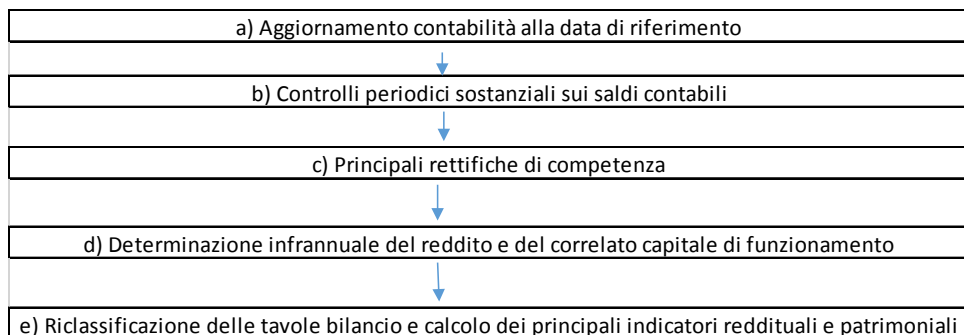 a) Aggiornamento contabilità alla data di riferimento
b) Controlli periodici sostanziali sui saldi contabili
c) Principali rettifiche di competenza
d) Determinazione infrannuale del reddito e del correlato capitale di funzionamento
e) Riclassificazione delle tavole bilancio e calcolo dei principali indicatori reddituali e patrimoniali